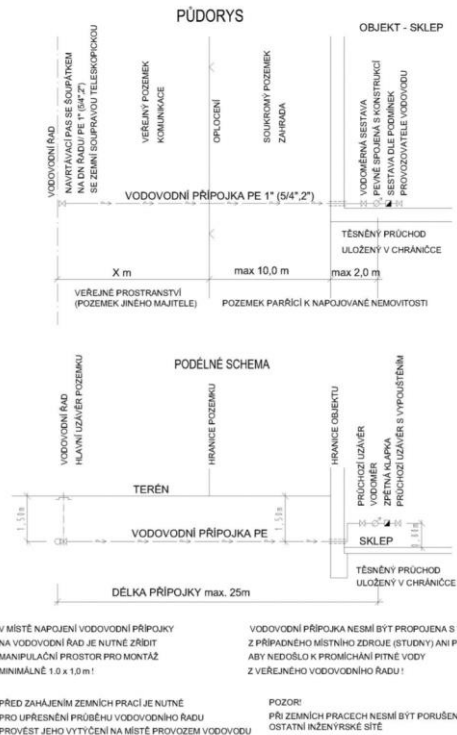 PŮDORYS
OBJEKT - SKLEP
VODOVODNÍ ŘAD
NAVRTÁVACÍ PAS SE ŠOUPÁTKEM
NA DN ŘADU/ PE 1" (5/4",2")
SE ZEMNÍ SOUPRAVOU TELESKOPICKOU
VEŘEJNÝ POZEMEK
KOMUNIKACE
OPLOCENÍ
SOUKROMÝ POZEMEK
ZAHRADA
VODOMĚRNÁ SESTAVA
PEVNĚ SPOJENÁ S KONSTRUKCÍ
SESTAVA DLE PODMÍNEK
PROVOZOVATELE VODOVODU
VODOVODNÍ PŘÍPOJKA PE 1" (5/4",2")
TĚSNĚNÝ PRŮCHOD
ULOŽENÝ V CHRÁNIČCE
X m
max 10,0 m
max 2,0 m
VEŘEJNÉ PROSTRANSTVÍ
(POZEMEK JINÉHO MAJITELE)
POZEMEK PARŘÍCÍ K NAPOJOVANÉ NEMOVITOSTI
PODÉLNÉ SCHEMA
VODOVODNÍ ŘAD
HLAVNÍ UZÁVĚR POZEMKU
HRANICE POZEMKU
HRANICE OBJEKTU
PRŮCHOZÍ UZÁVĚR
VODOMĚR
ZPĚTNÁ KLAPKA
PRŮCHOZÍ UZÁVĚR S VYPOUŠTĚNÍM
TERÉN
VODOVODNÍ PŘÍPOJKA PE
SKLEP
TĚSNĚNÝ PRŮCHOD
ULOŽENÝ V CHRÁNIČCE
DÉLKA PŘÍPOJKY max. 25m
V MÍSTĚ NAPOJENÍ VODOVODNÍ PŘÍPOJKY
NA VODOVODNÍ ŘAD JE NUTNÉ ZŘÍDIT
MANIPULAČNÍ PROSTOR PRO MONTÁŽ
MINIMÁLNĚ 1.0 x 1,0 m !
VODOVODNÍ PŘÍPOJKA NESMÍ BÝT PROPOJENA S
Z PŘÍPADNÉHO MÍSTNÍHO ZDROJE (STUDNY) ANI P
ABY NEDOŠLO K PROMÍCHÁNÍ PITNÉ VODY
Z VEŘEJNÉHO VODOVODNÍHO ŘADU !
PŘED ZAHÁJENÍM ZEMNÍCH PRACÍ JE NUTNÉ
PRO UPŘESNĚNÍ PRŮBĚHU VODOVODNÍHO ŘADU
PROVÉST JEHO VYTÝČENÍ NA MÍSTĚ PROVOZEM VODOVODU
POZOR!
PŘI ZEMNÍCH PRACECH NESMÍ BÝT PORUŠEN
OSTATNÍ INŽENÝRSKÉ SÍTĚ